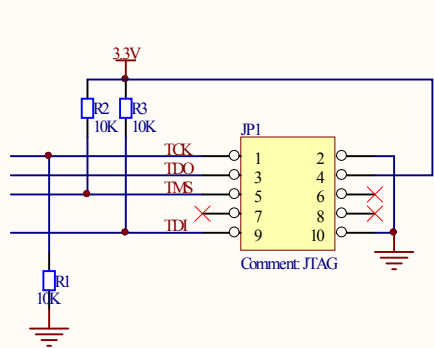 3.3V
R2 R3
10K 10K
JP1
TCK 1 2
TDO 3 4
TMS 5 6
7 8
TDI 9 10
Comment: JTAG
R1
10K